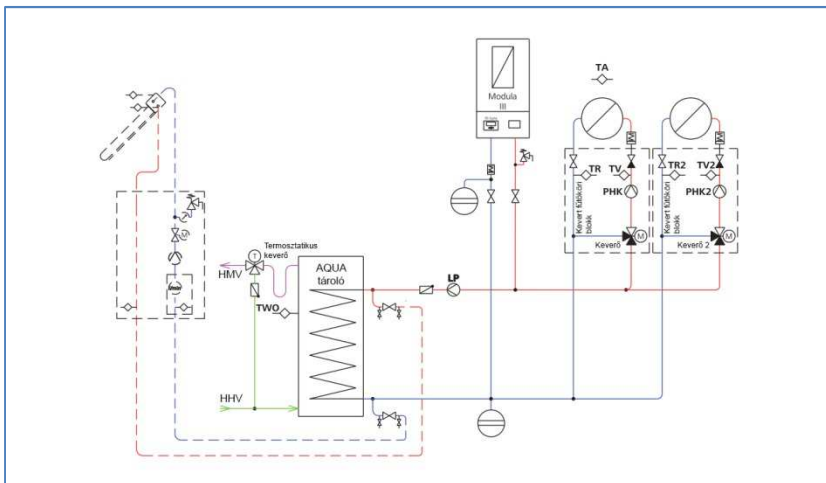 TA
Modula
III
TR
TV
TR2
TV2
PHK
PHK2
Kevert fűtőköri
blokk
Kevert fűtőköri
blokk
Keverő
M
Keverő 2
M
Termosztatikus
keverő
T
HMV
AQUA
tároló
LP
TWO
HHV